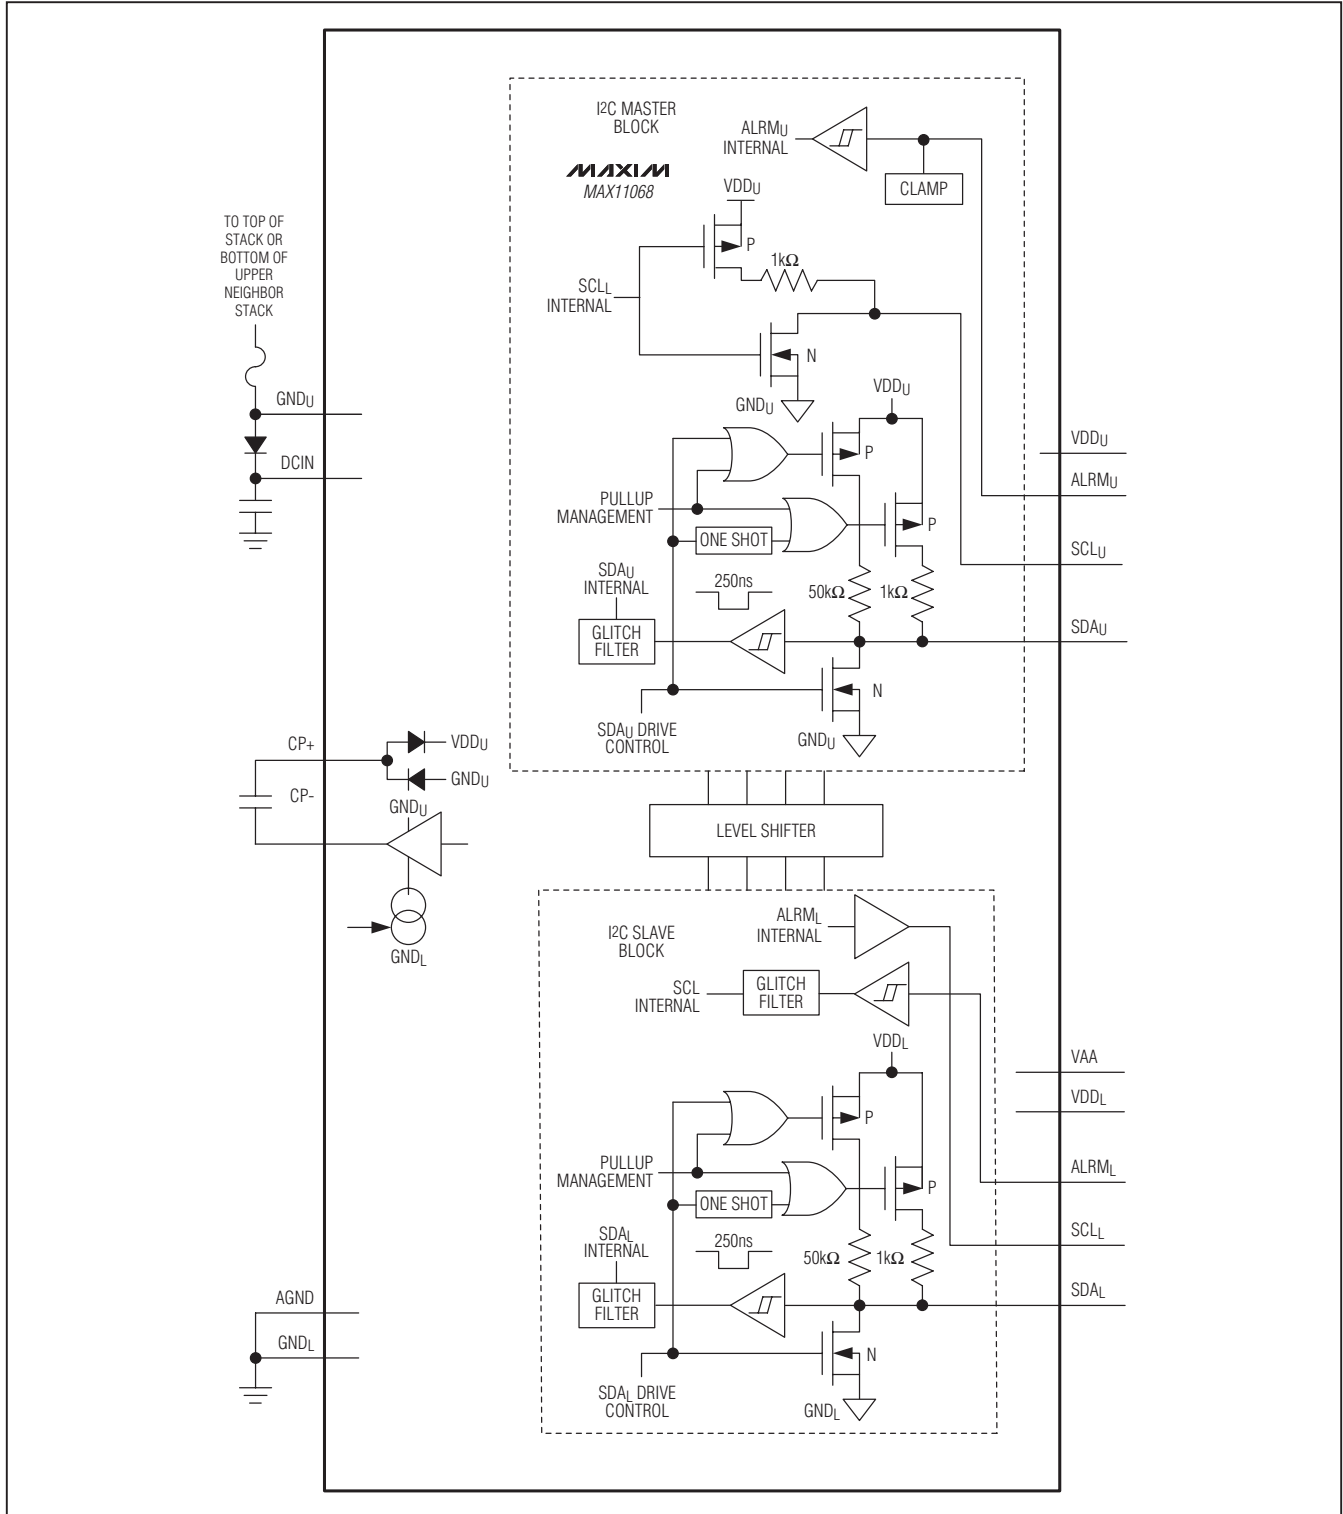 I2C MASTER
BLOCK
MAXIM
MAX11068
ALRMU
INTERNAL
CLAMP
VDDU
P
1kΩ
SCLL
INTERNAL
N
GNDU
TO TOP OF
STACK OR
BOTTOM OF
UPPER
NEIGHBOR
STACK
GNDU
DCIN
VDDU
P
PULLUP
MANAGEMENT
ONE SHOT
P
SDAU
INTERNAL
250ns
50kΩ
1kΩ
GLITCH
FILTER
N
SDAU DRIVE
CONTROL
GNDU
VDDU
ALRMU
SCLU
SDAU
CP+
VDDU
GNDU
CP-
GNDU
GNDL
LEVEL SHIFTER
I2C SLAVE
BLOCK
ALRML
INTERNAL
SCL
INTERNAL
GLITCH
FILTER
VDDL
P
PULLUP
MANAGEMENT
ONE SHOT
P
SDAL
INTERNAL
250ns
50kΩ
1kΩ
GLITCH
FILTER
N
SDAL DRIVE
CONTROL
GNDL
VAA
VDDL
ALRML
SCLL
SDAL
AGND
GNDL